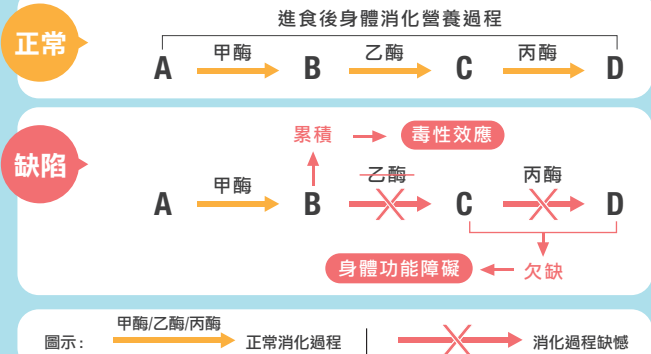 正常
進食後身體消化營養過程
甲酶 乙酶 丙酶
A B C D
缺陷
累積 毒性效應
甲酶 乙酶 丙酶
A B C D
身體功能障礙 欠缺
甲酶/乙酶/丙酶
圖示: 正常消化過程 消化過程缺憾